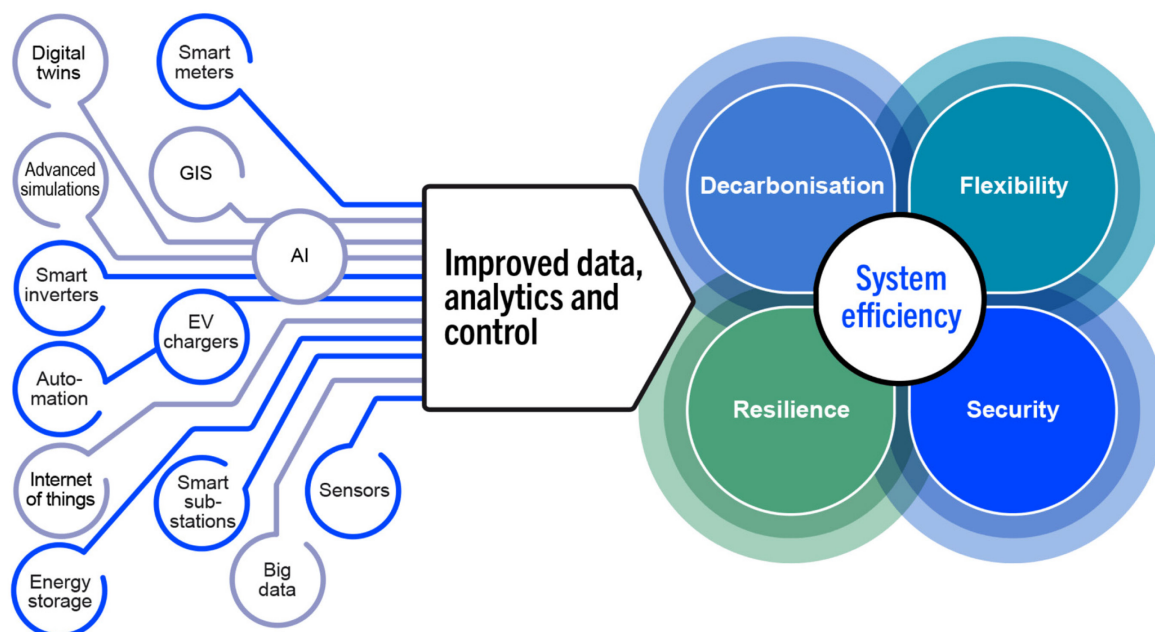 Digital
twins
Smart
meters
Advanced
simulations
GIS
AI
Smart
inverters
EV
chargers
Auto-
mation
Internet
of things
Smart
sub-
stations
Sensors
Energy
storage
Big
data
Improved data,
analytics and
control
Decarbonisation
Flexibility
System
efficiency
Resilience
Security